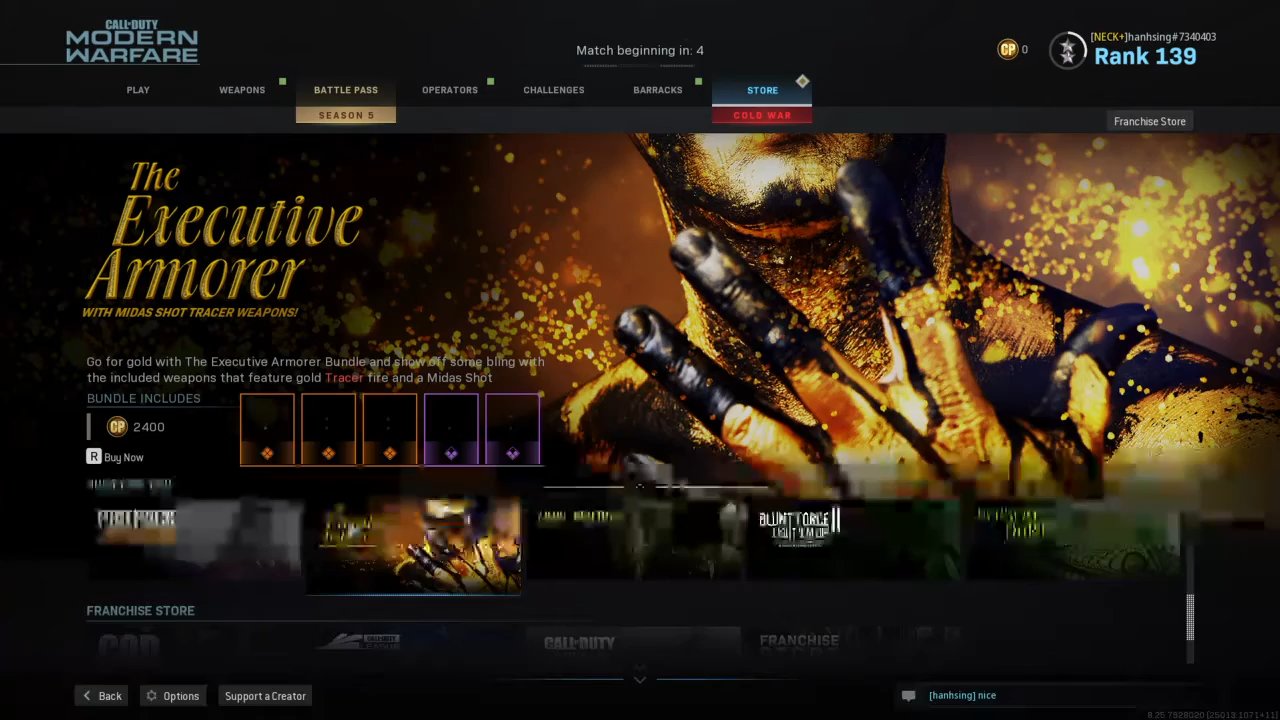 CALL OF DUTY
MODERN
WARFARE
Match beginning in: 4
CP 0
[NECK+]hanhsing#7340403
Rank 139
PLAY
WEAPONS
BATTLE PASS
OPERATORS
CHALLENGES
BARRACKS
STORE
SEASON 5
COLD WAR
Franchise Store
The
Executive
Armorer
WITH MIDAS SHOT TRACER WEAPONS!
Go for gold with The Executive Armorer Bundle and show off some bling with
the included weapons that feature gold Tracer fire and a Midas Shot
BUNDLE INCLUDES
CP 2400
R Buy Now
BLUNT FORCE II
FRANCHISE STORE
COD
CALL OF DUTY
FRANCHISE
Back
Options
Support a Creator
[hanhsing] nice